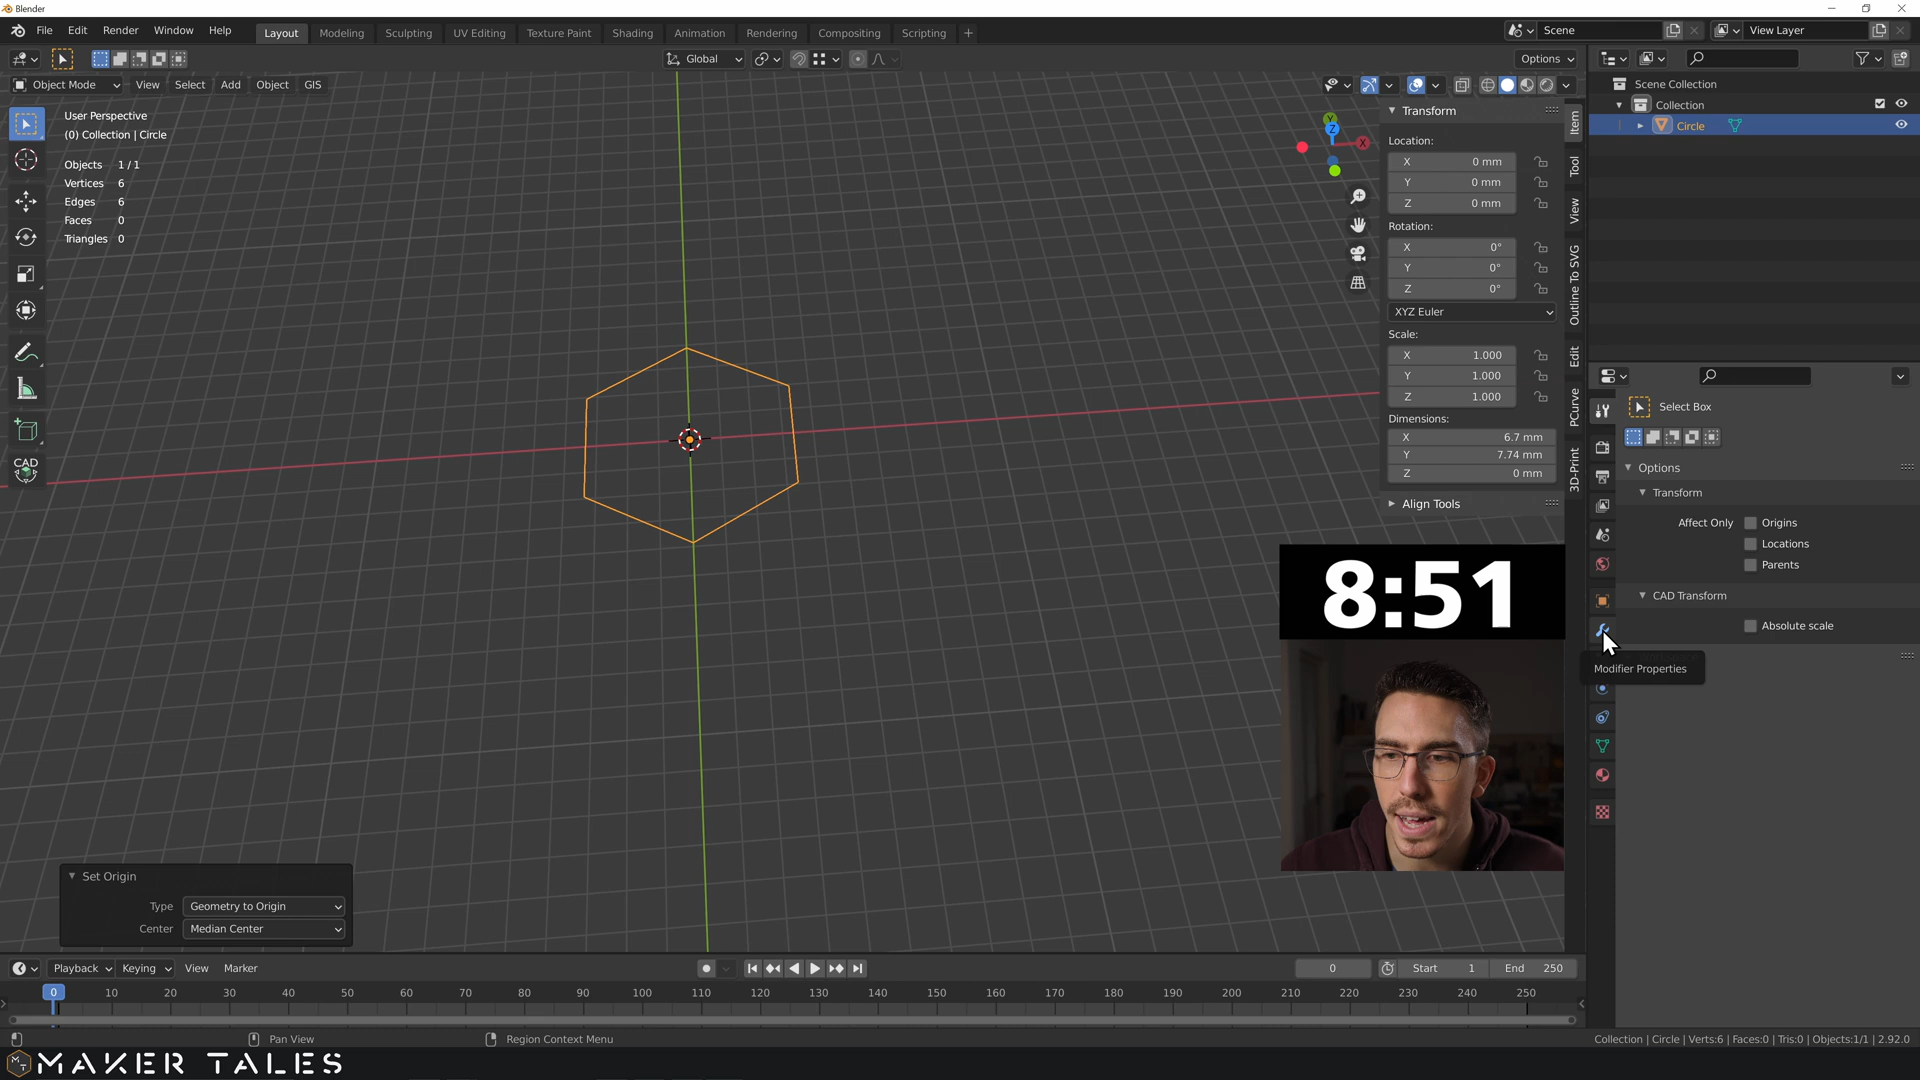 Blender
File Edit Render Window Help Layout Modeling Sculpting UV Editing Texture Paint Shading Animation Rendering Compositing Scripting + Scene View Layer
Global Options
Object Mode View Select Add Object GIS
User Perspective
(0) Collection | Circle
Objects 1/1
Vertices 6
Edges 6
Faces 0
Triangles 0
CAD
Y
Z
X
Transform
Location:
X 0 mm
Y 0 mm
Z 0 mm
Rotation:
X 0°
Y 0°
Z 0°
XYZ Euler
Scale:
X 1.000
Y 1.000
Z 1.000
Dimensions:
X 6.7 mm
Y 7.74 mm
Z 0 mm
Align Tools
Item
Tool
View
Outline To SVG
Edit
PCurve
3D-Print
Scene Collection
Collection
Circle
Select Box
Options
Transform
Affect Only Origins
Locations
Parents
CAD Transform
Absolute scale
Modifier Properties
8:51
Set Origin
Type Geometry to Origin
Center Median Center
Playback Keying View Marker
0 Start 1 End 250
0 10 20 30 40 50 60 70 80 90 100 110 120 130 140 150 160 170 180 190 200 210 220 230 240 250
Pan View Region Context Menu
Collection | Circle | Verts:6 | Faces:0 | Tris:0 | Objects:1/1 | 2.92.0
MAKER TALES